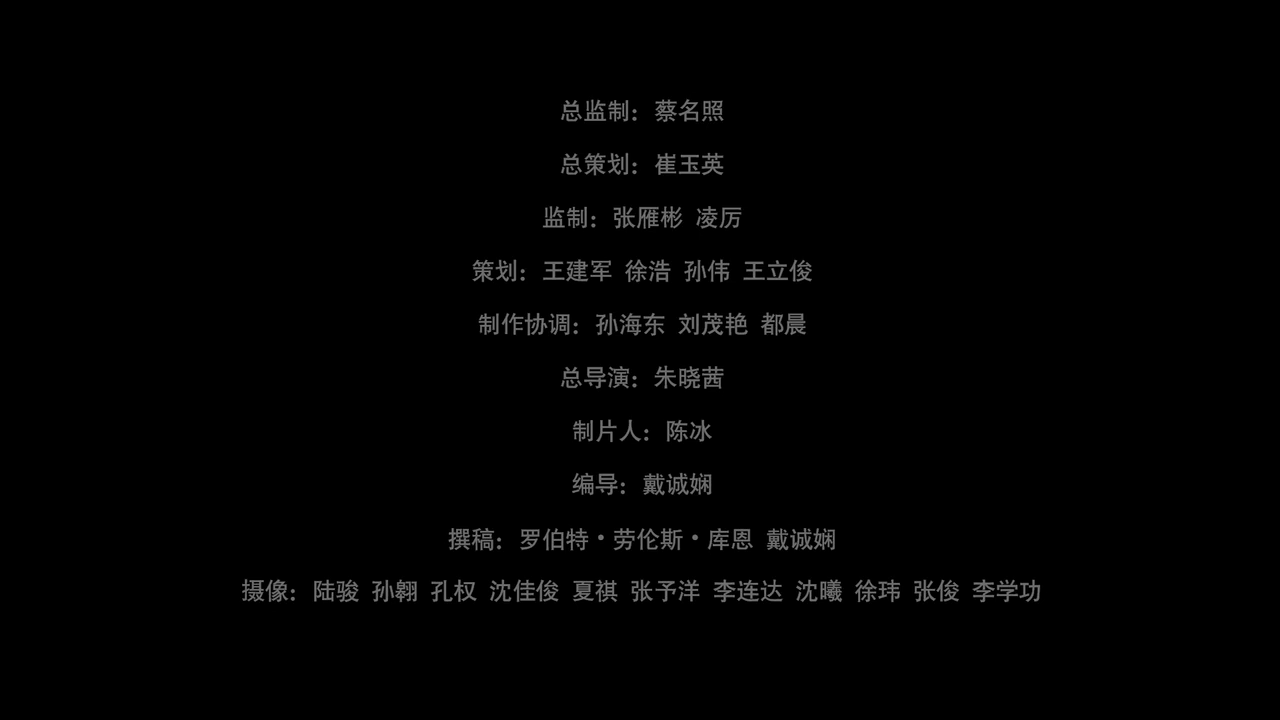 总监制：蔡名照
总策划：崔玉英
监制：张雁彬 凌厉
策划：王建军 徐浩 孙伟 王立俊
制作协调：孙海东 刘茂艳 都晨
总导演：朱晓茜
制片人：陈冰
编导：戴诚娴
撰稿：罗伯特·劳伦斯·库恩 戴诚娴
摄像：陆骏 孙翱 孔权 沈佳俊 夏祺 张予洋 李连达 沈曦 徐玮 张俊 李学功